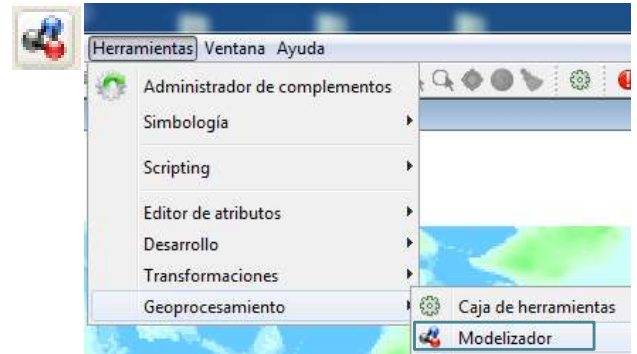 Herramientas Ventana Ayuda
Administrador de complementos
Simbología
Scripting
Editor de atributos
Desarrollo
Transformaciones
Geoprocesamiento
Caja de herramientas
Modelizador